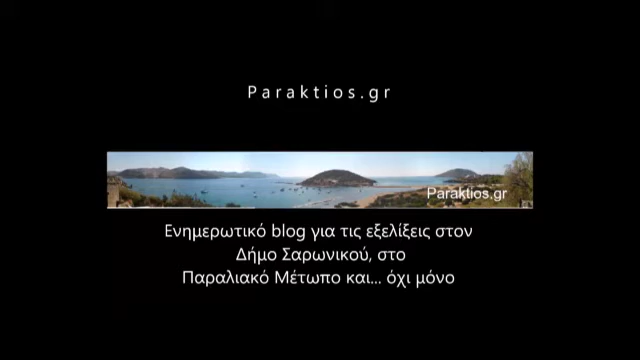 Paraktios.gr
Paraktios.gr
Ενημερωτικό blog για τις εξελίξεις στον
Δήμο Σαρωνικού, στο
Παραλιακό Μέτωπο και... όχι μόνο